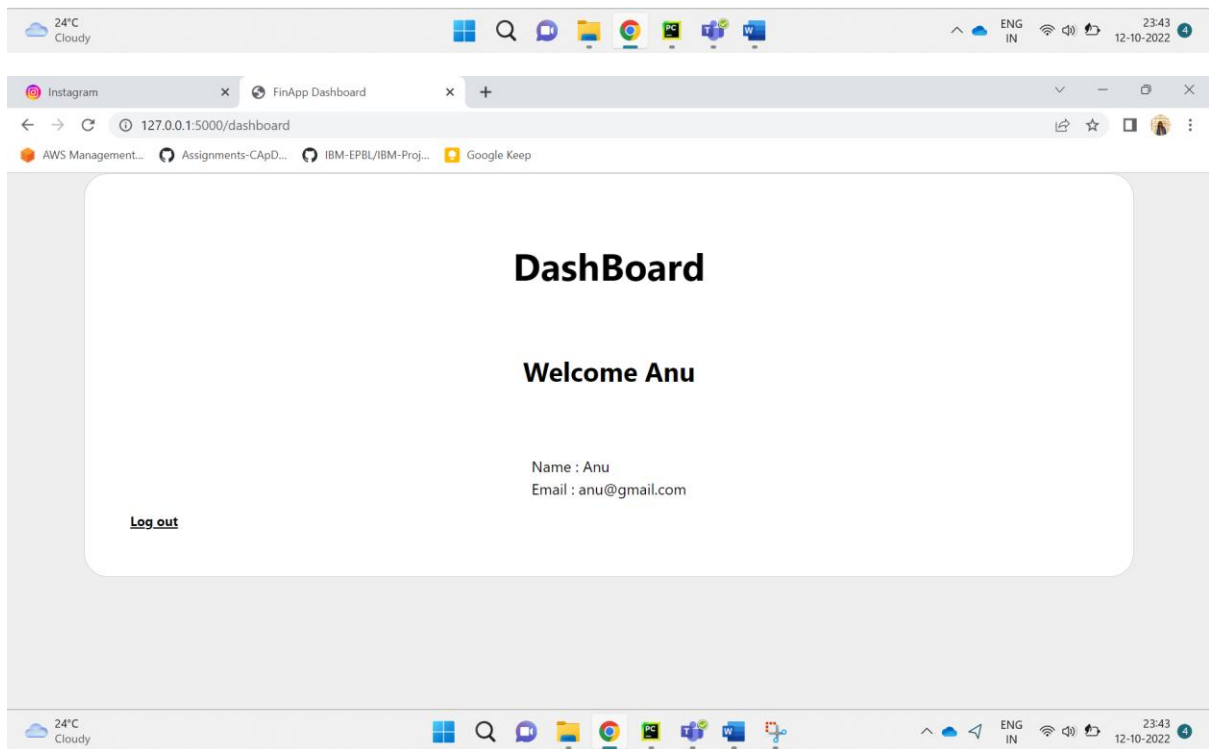 24°C
Cloudy
ENG
IN
23:43
12-10-2022
4
Instagram
FinApp Dashboard
127.0.0.1:5000/dashboard
AWS Management...
Assignments-CApD...
IBM-EPBL/IBM-Proj...
Google Keep
DashBoard
Welcome Anu
Name : Anu
Email : anu@gmail.com
Log out
24°C
Cloudy
ENG
IN
23:43
12-10-2022
4